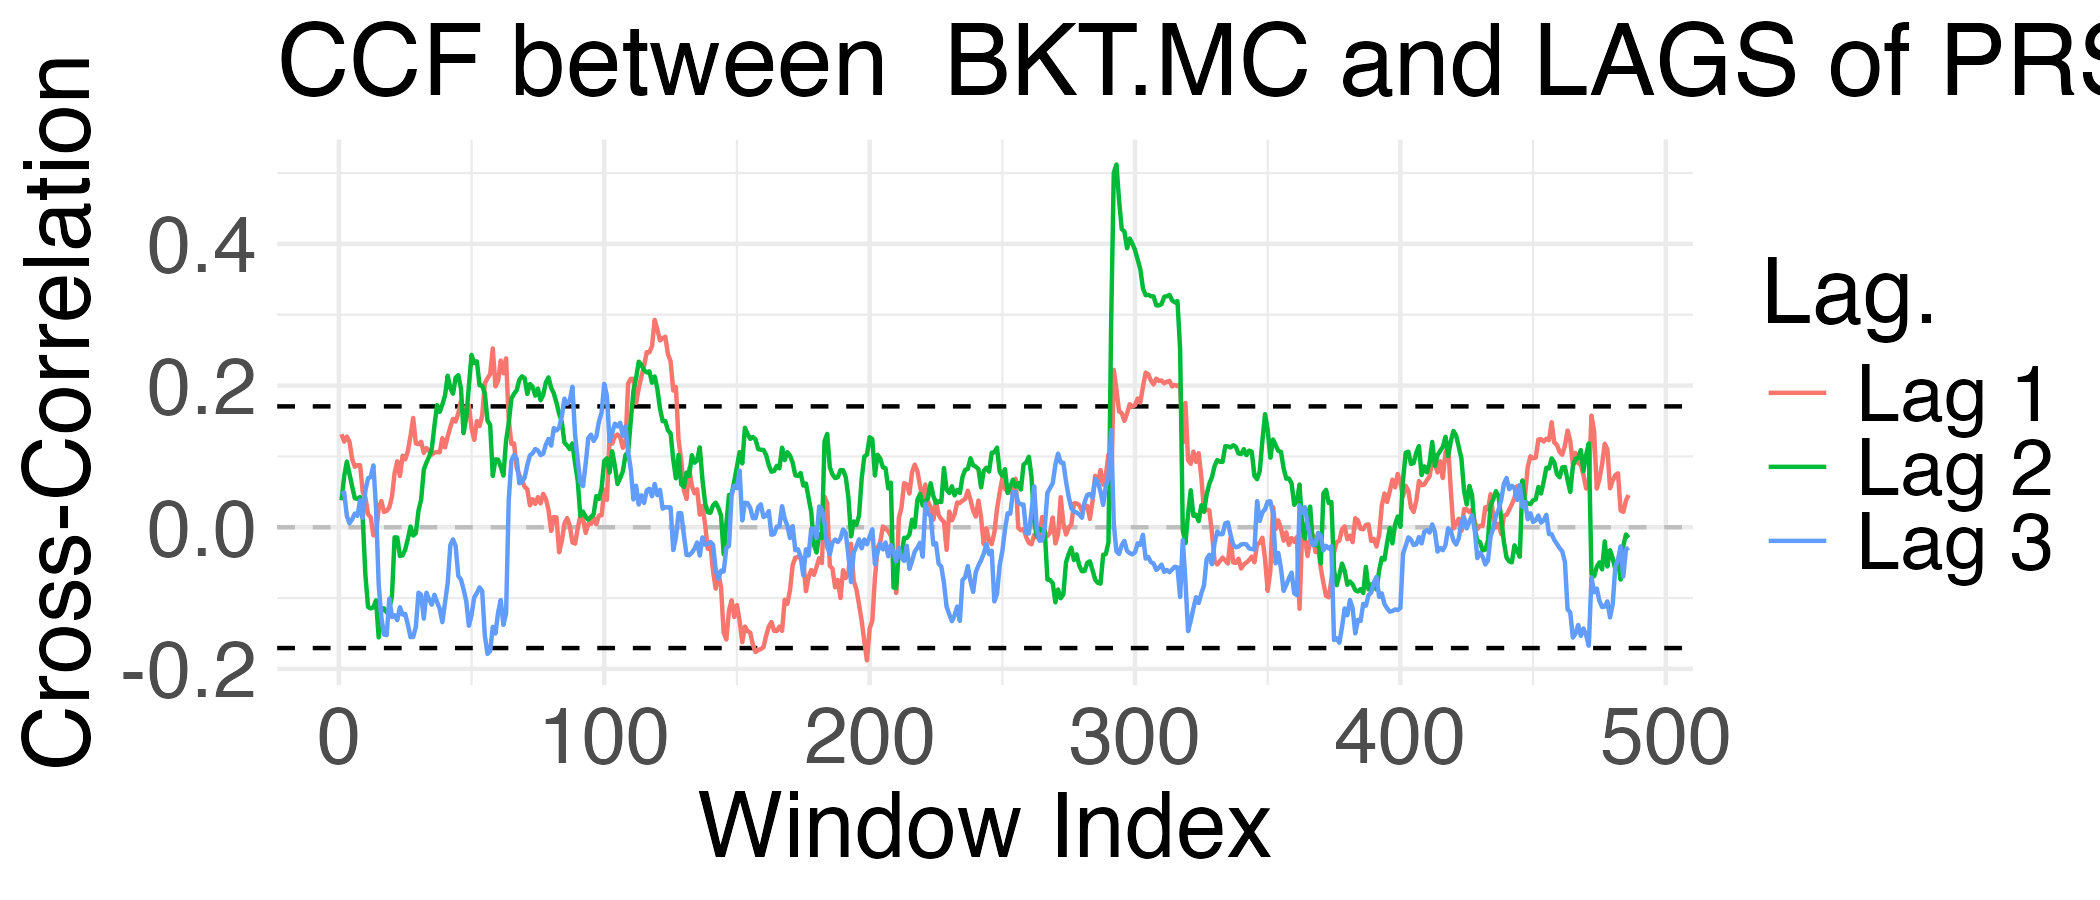 CCF between  BKT.MC and LAGS of PRS
Cross-Correlation
0.4
0.2
0.0
-0.2
0
100
200
300
400
500
Window Index
Lag.
Lag 1
Lag 2
Lag 3